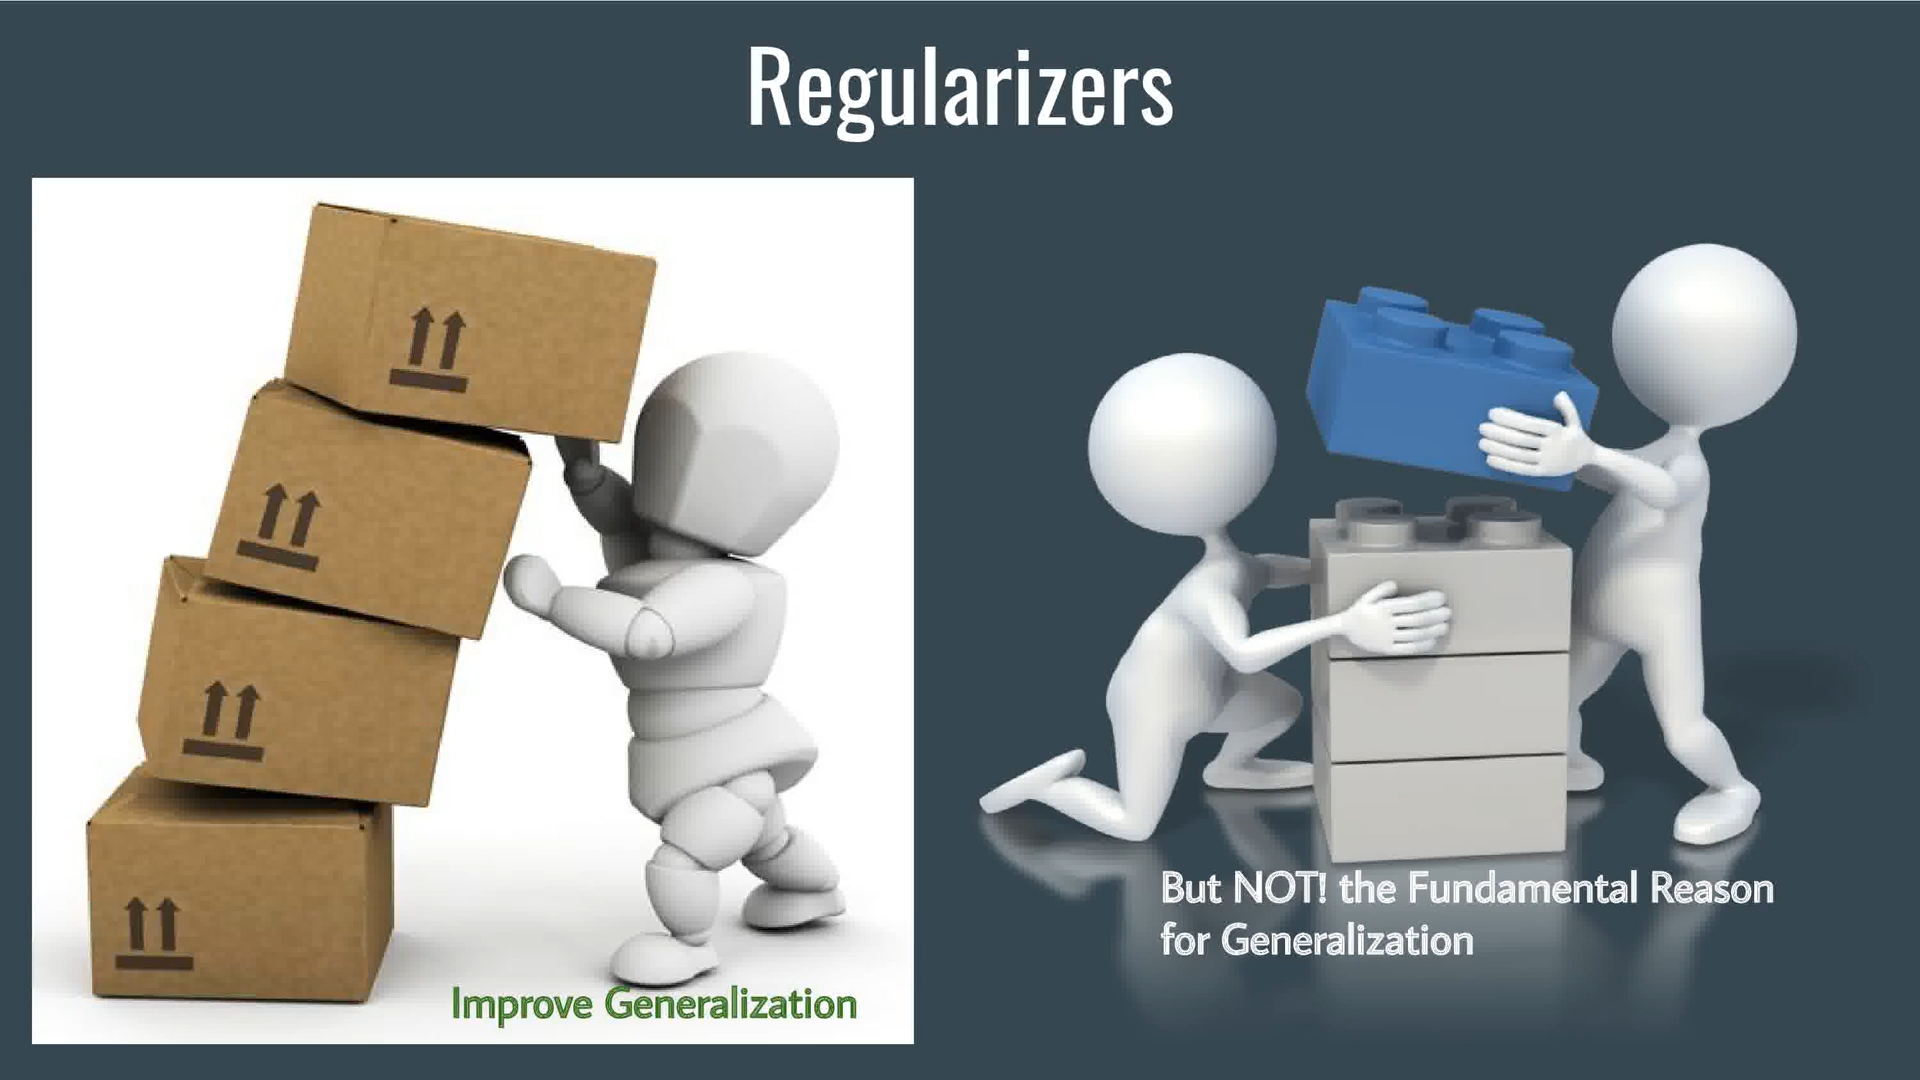 Regularizers
Improve Generalization
But NOT! the Fundamental Reason
for Generalization